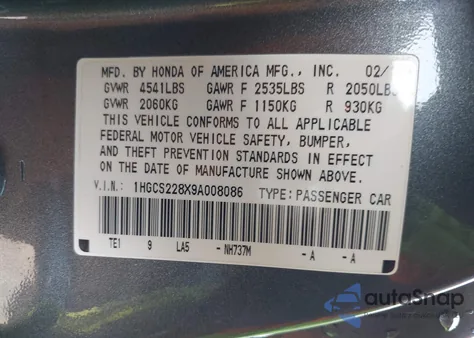 MFD. BY HONDA OF AMERICA MFG., INC. 02/
GVWR 4541LBS GAWR F 2535LBS R 2050LBS
GVWR 2060KG GAWR F 1150KG R 930KG
THIS VEHICLE CONFORMS TO ALL APPLICABLE
FEDERAL MOTOR VEHICLE SAFETY, BUMPER,
AND THEFT PREVENTION STANDARDS IN EFFECT
ON THE DATE OF MANUFACTURE SHOWN ABOVE.
V.I.N.: 1HGCS228X9A008086 TYPE: PASSENGER CAR
TE1 9 LA5 - NH737M - A - A
autoSnap